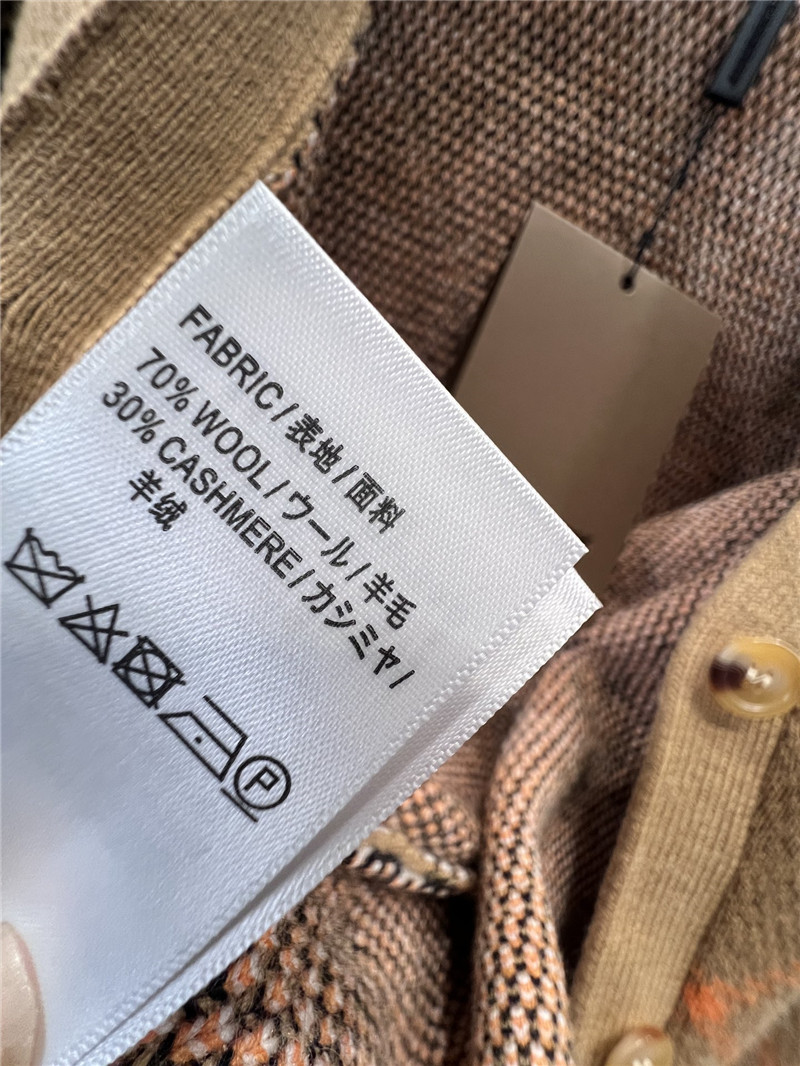 FABRIC / 表地 / 面料
70% WOOL / ウール / 羊毛
30% CASHMERE / カシミヤ /
羊绒
P